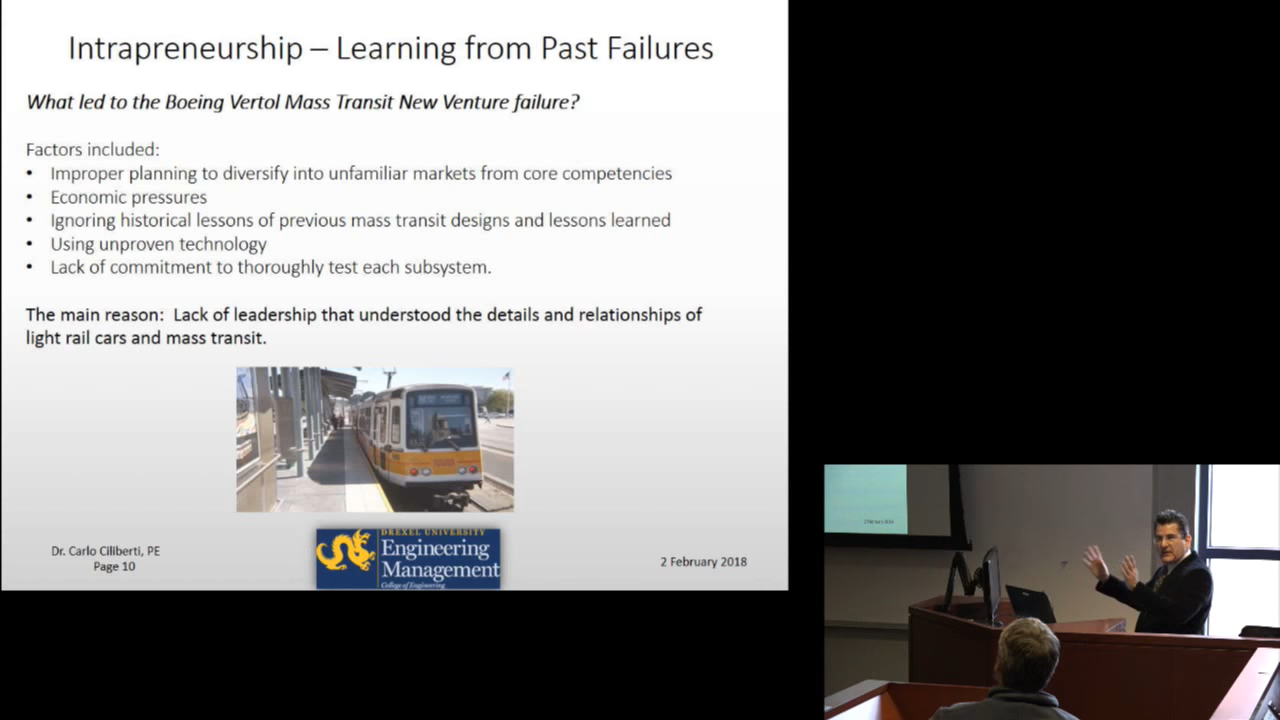 Intrapreneurship – Learning from Past Failures
What led to the Boeing Vertol Mass Transit New Venture failure?
Factors included:
• Improper planning to diversify into unfamiliar markets from core competencies
• Economic pressures
• Ignoring historical lessons of previous mass transit designs and lessons learned
• Using unproven technology
• Lack of commitment to thoroughly test each subsystem.
The main reason: Lack of leadership that understood the details and relationships of
light rail cars and mass transit.
DREXEL UNIVERSITY
Engineering
Management
College of Engineering
Dr. Carlo Ciliberti, PE
Page 10
2 February 2018